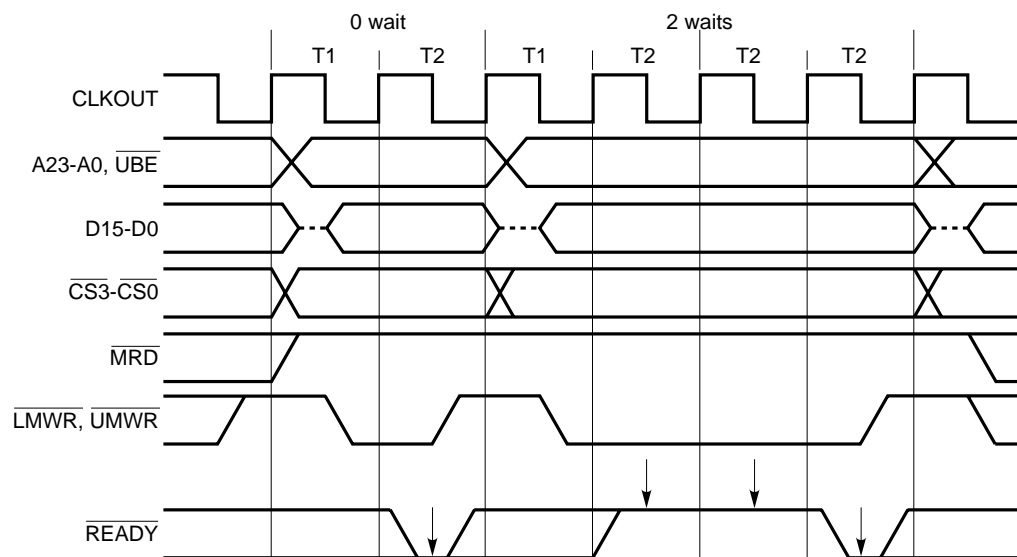 0 wait 2 waits
T1 T2 T1 T2 T2 T2
CLKOUT
A23-A0, UBE
D15-D0
CS3-CS0
MRD
LMWR, UMWR
READY